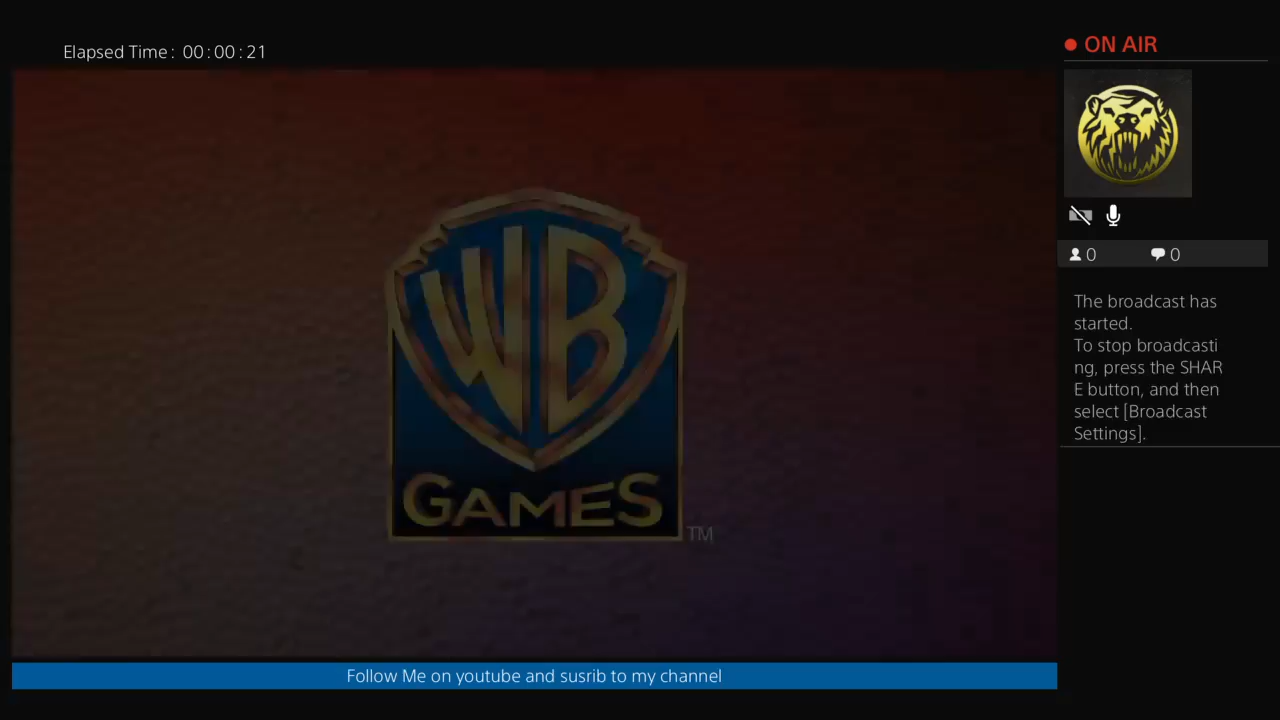 Elapsed Time: 00:00:21
ON AIR
0
0
The broadcast has
started.
To stop broadcasti
ng, press the SHAR
E button, and then
select [Broadcast
Settings].
WB
GAMES
TM
Follow Me on youtube and susrib to my channel